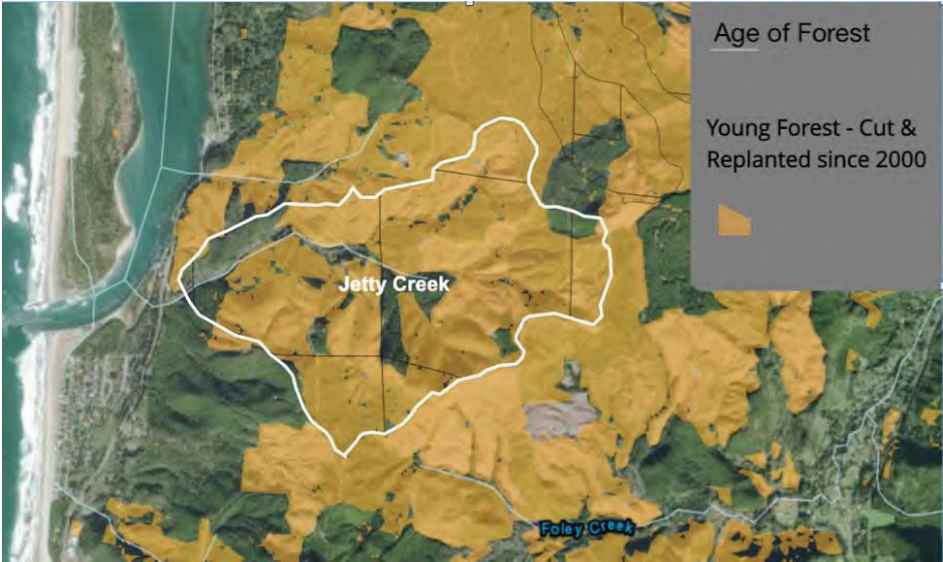 Age of Forest
Young Forest - Cut &
Replanted since 2000
Jetty Creek
Foley Creek